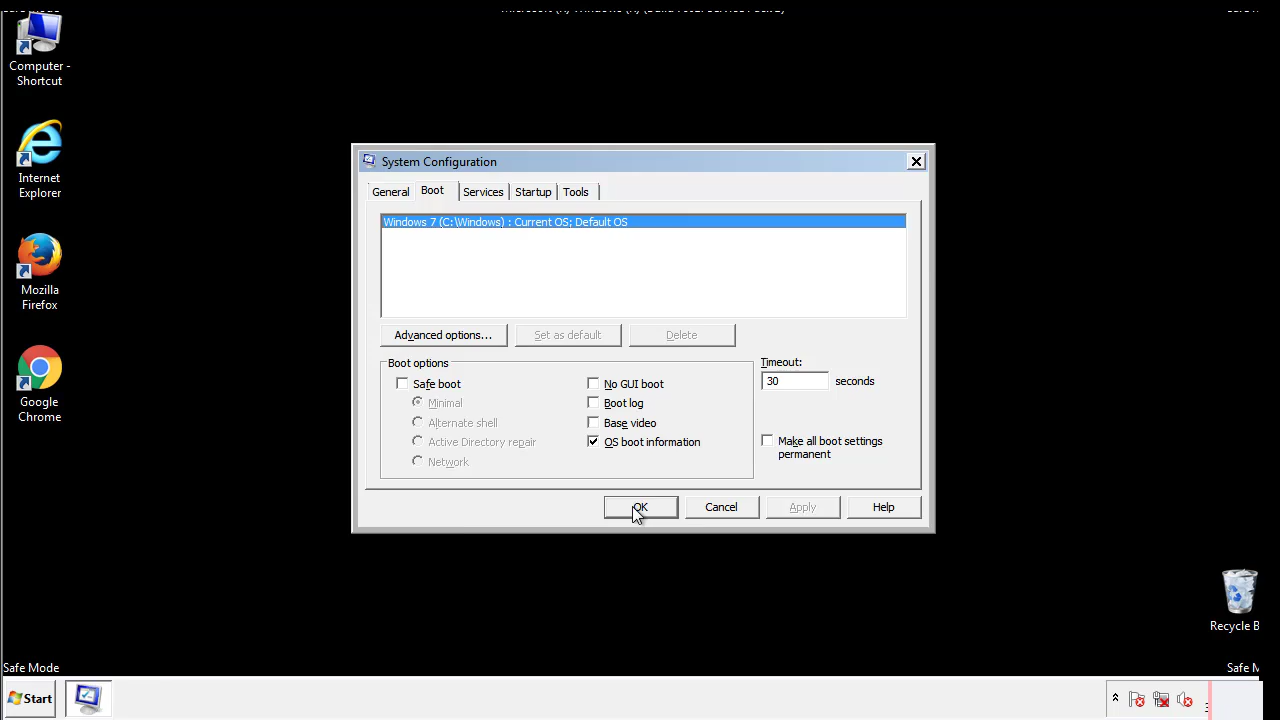 Computer -
Shortcut
Internet
Explorer
Mozilla
Firefox
Google
Chrome
System Configuration
General
Boot
Services
Startup
Tools
Windows 7 (C:\Windows) : Current OS; Default OS
Advanced options...
Set as default
Delete
Boot options
Safe boot
Minimal
Alternate shell
Active Directory repair
Network
No GUI boot
Boot log
Base video
OS boot information
Timeout:
30 seconds
Make all boot settings
permanent
OK
Cancel
Apply
Help
Recycle B
Safe Mode
Safe M
Start